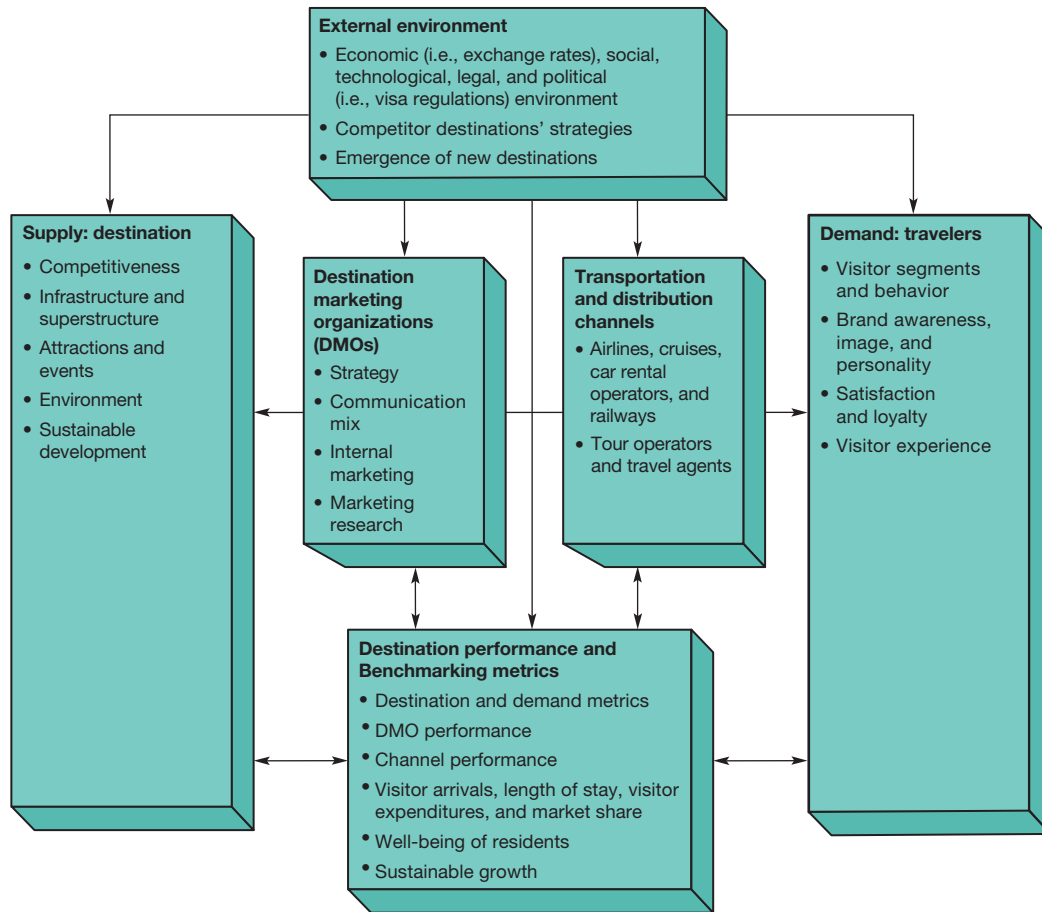 External environment
• Economic (i.e., exchange rates), social,
technological, legal, and political
(i.e., visa regulations) environment
• Competitor destinations’ strategies
• Emergence of new destinations
Supply: destination
• Competitiveness
• Infrastructure and
superstructure
• Attractions and
events
• Environment
• Sustainable
development
Destination
marketing
organizations
(DMOs)
• Strategy
• Communication
mix
• Internal
marketing
• Marketing
research
Transportation
and distribution
channels
• Airlines, cruises,
car rental
operators, and
railways
• Tour operators
and travel agents
Demand: travelers
• Visitor segments
and behavior
• Brand awareness,
image, and
personality
• Satisfaction
and loyalty
• Visitor experience
Destination performance and
Benchmarking metrics
• Destination and demand metrics
• DMO performance
• Channel performance
• Visitor arrivals, length of stay, visitor
expenditures, and market share
• Well-being of residents
• Sustainable growth